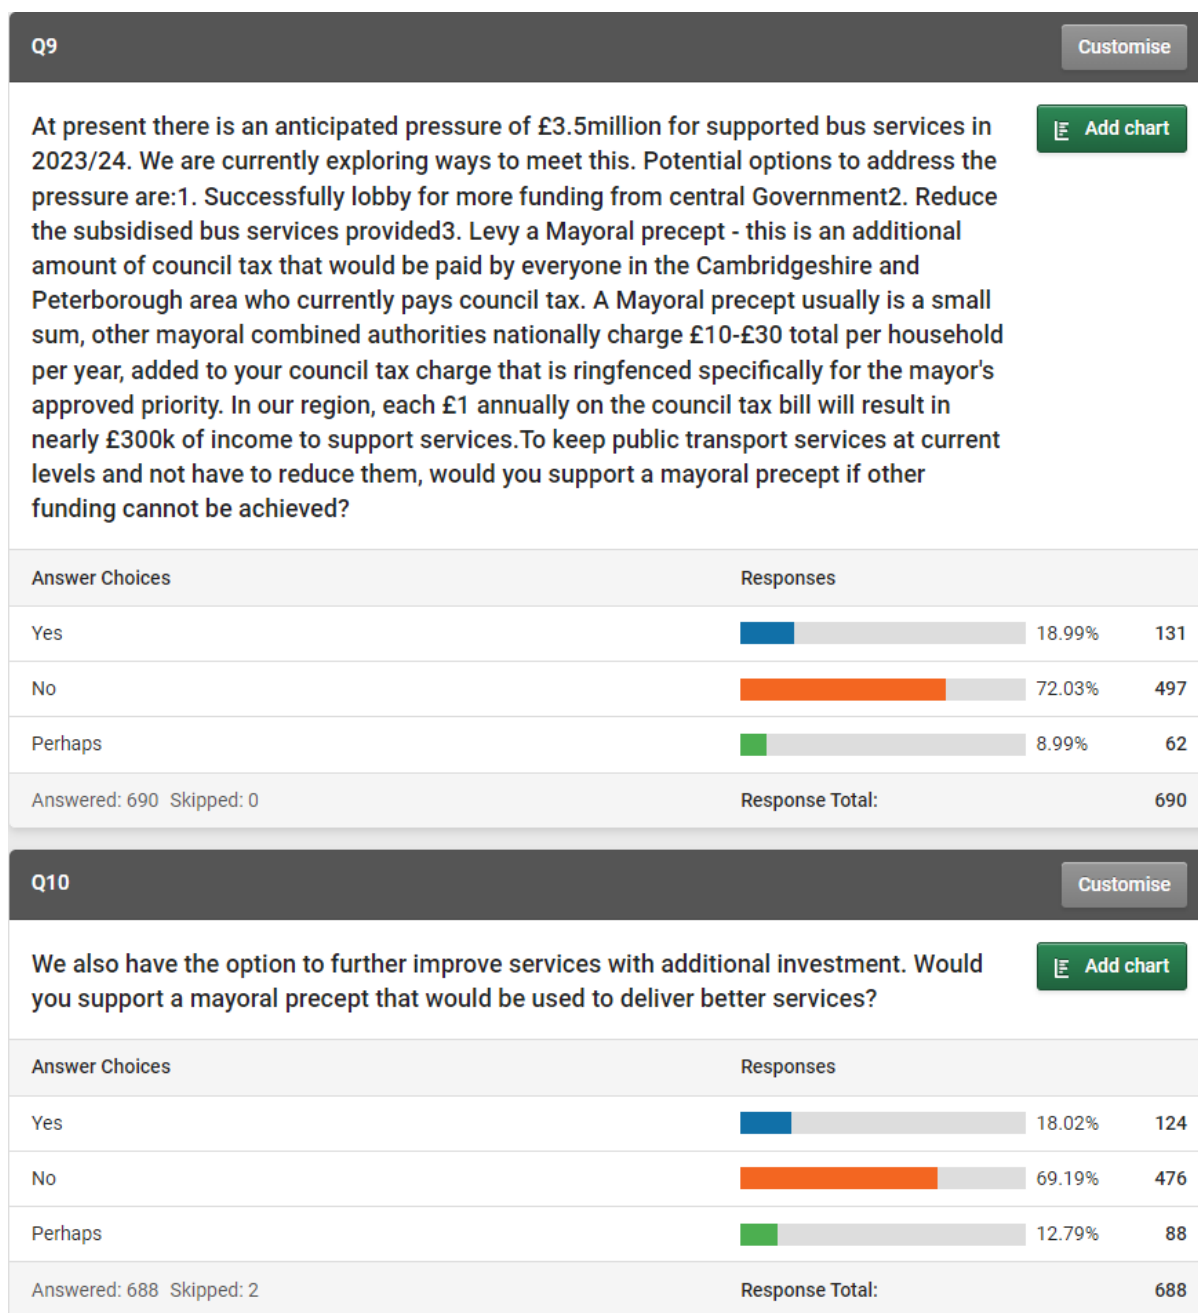 Q9
Customise
At present there is an anticipated pressure of £3.5million for supported bus services in
Add chart
2023/24. We are currently exploring ways to meet this. Potential options to address the
pressure are:1. Successfully lobby for more funding from central Government2. Reduce
the subsidised bus services provided3. Levy a Mayoral precept - this is an additional
amount of council tax that would be paid by everyone in the Cambridgeshire and
Peterborough area who currently pays council tax. A Mayoral precept usually is a small
sum, other mayoral combined authorities nationally charge £10-£30 total per household
per year, added to your council tax charge that is ringfenced specifically for the mayor's
approved priority. In our region, each £1 annually on the council tax bill will result in
nearly £300k of income to support services.To keep public transport services at current
levels and not have to reduce them, would you support a mayoral precept if other
funding cannot be achieved?
Answer Choices Responses
Yes 18.99% 131
No 72.03% 497
Perhaps 8.99% 62
Answered: 690 Skipped: 0 Response Total: 690
Q10
Customise
We also have the option to further improve services with additional investment. Would
Add chart
you support a mayoral precept that would be used to deliver better services?
Answer Choices Responses
Yes 18.02% 124
No 69.19% 476
Perhaps 12.79% 88
Answered: 688 Skipped: 2 Response Total: 688